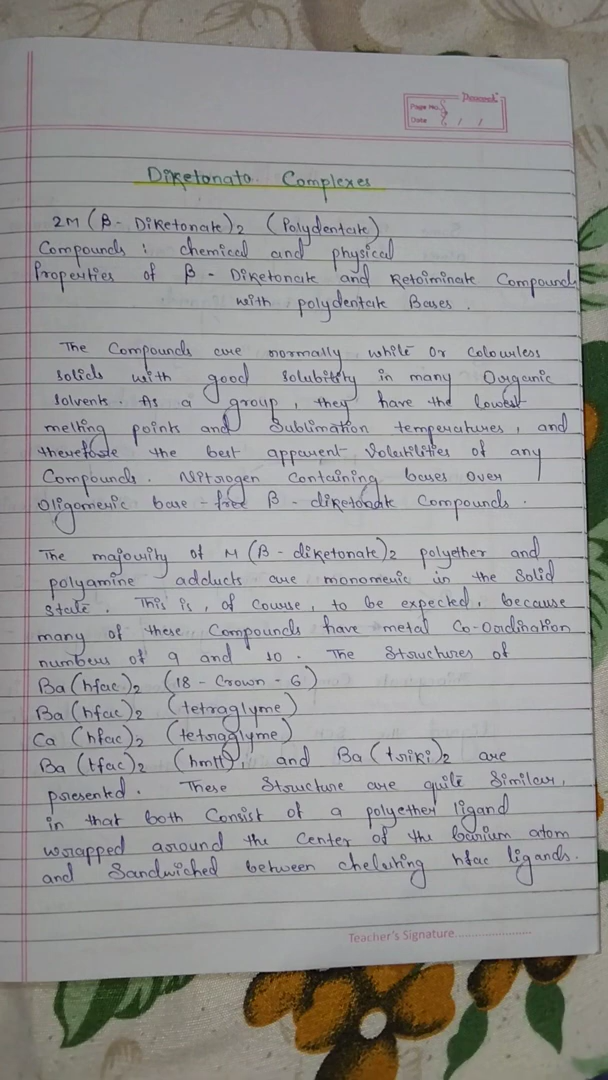 Page No.
Date / /
Diketonato Complexes
2M (β - Diketonate)2 (Polydentate)
Compounds : chemical and physical
Properties of β - Diketonate and Ketoiminate Compounds
with polydentate Bases .
The Compounds are normally white or colourless
solids with good solubility in many Organic
solvents. As a group, they have the lowest
melting points and Sublimation temperatures, and
therefore the best apparent Volatilities of any
Compounds. Nitrogen Containing bases over
Oligomeric base - free β - diketonate Compounds .
The majority of M (β - diketonate)2 polyether and
polyamine adducts are monomeric in the solid
state . This is, of Course, to be expected, because
many of these Compounds have metal Co-Ordination
numbers of 9 and 10 . The Structures of
Ba (hfac)2 (18 - Crown - 6)
Ba (hfac)2 (tetraglyme)
Ca (hfac)2 (tetraglyme)
Ba (tfac)2 (hmtt), and Ba (triki)2 are
presented . These Structure are quite Similar,
in that both Consist of a polyether ligand
wrapped around the Center of the barium atom
and Sandwiched between chelating hfac ligands.
Teacher's Signature